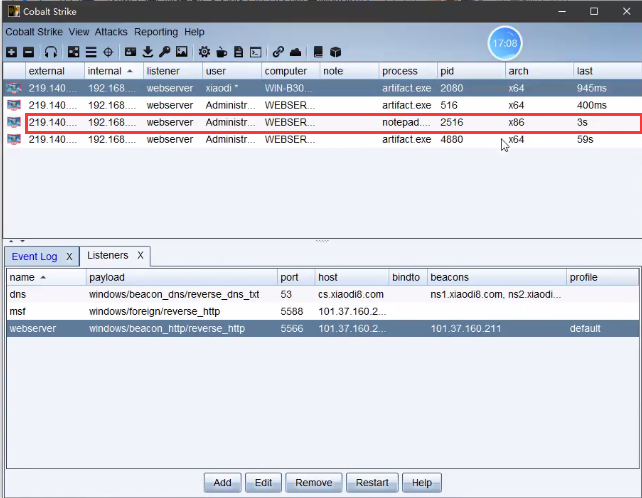 Cobalt Strike
Cobalt Strike View Attacks Reporting Help
17:08
external internal listener user computer note process pid arch last
219.140.... 192.168.... webserver xiaodi * WIN-B30... artifact.exe 2080 x64 945ms
219.140.... 192.168.... webserver Administr... WEBSER... artifact.exe 516 x64 400ms
219.140.... 192.168.... webserver Administr... WEBSER... notepad.... 2516 x86 3s
219.140.... 192.168.... webserver Administr... WEBSER... artifact.exe 4880 x64 59s
Event Log X Listeners X
name payload port host bindto beacons profile
dns windows/beacon_dns/reverse_dns_txt 53 cs.xiaodi8.com ns1.xiaodi8.com, ns2.xiaodi...
msf windows/foreign/reverse_http 5588 101.37.160.2...
webserver windows/beacon_http/reverse_http 5566 101.37.160.2... 101.37.160.211 default
Add Edit Remove Restart Help